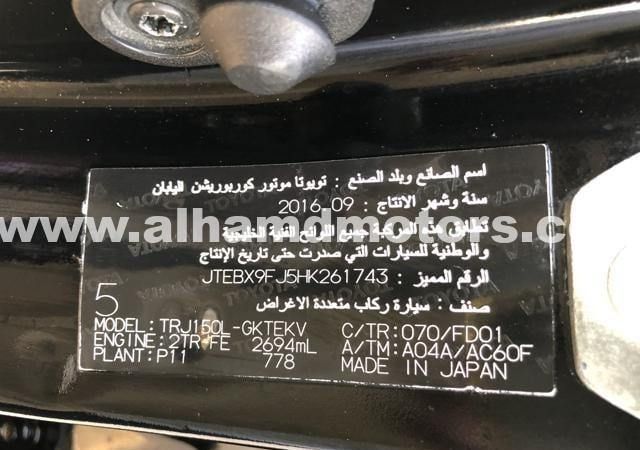 اسم الصانع وبلد الصنع : تويوتا موتور كوربوريشن اليابان
سنة وشهر الانتاج : 2016 09
تطابق هذه المركبة جميع اللوائح الفنية الخليجية
www.alhamdmotors.com
والوطنية للسيارات التي صدرت حتى تاريخ الإنتاج
الرقم المميز : JTEBX9FJ5HK261743
صنف : سيارة ركاب متعددة الاغراض
5
MODEL: TRJ150L-GKTEKV C/TR: 070/FD01
ENGINE: 2TR-FE 2694mL A/TM: A04A/AC60F
PLANT: P11 778 MADE IN JAPAN